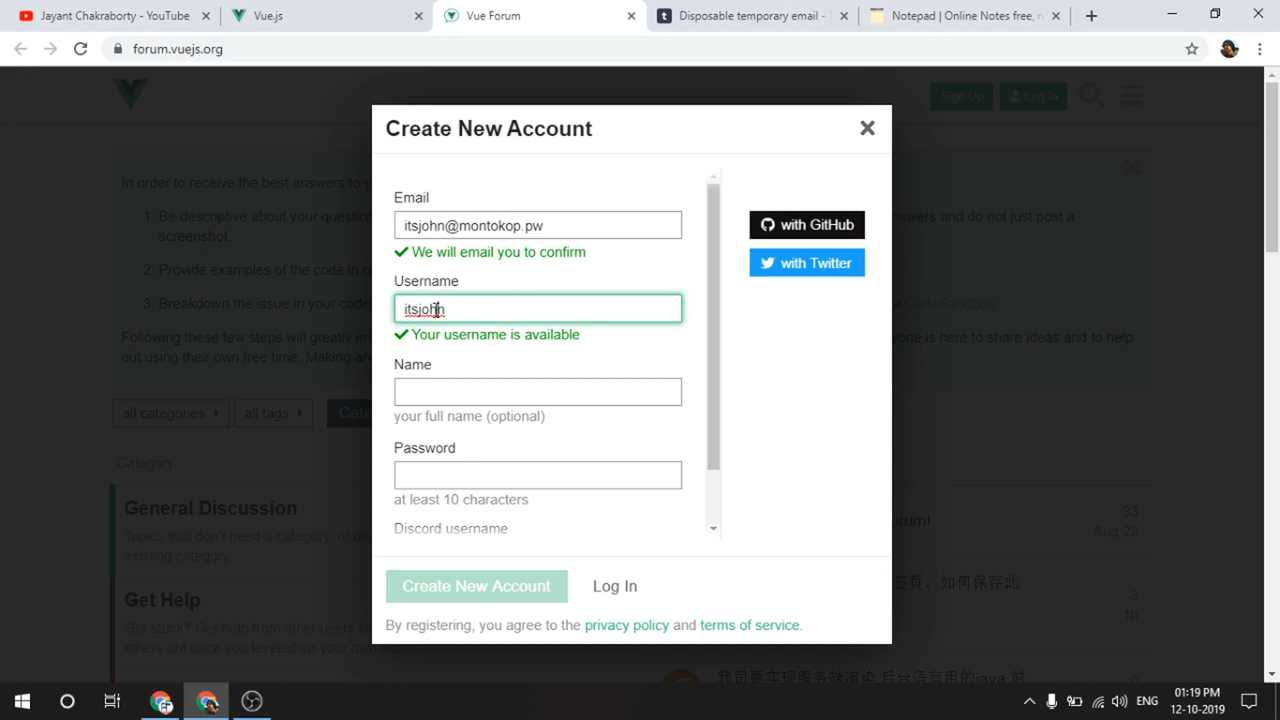 Jayant Chakraborty - YouTube
Vue.js
Vue Forum
Disposable temporary email -
Notepad | Online Notes free,
forum.vuejs.org
Sign Up
Log In
Create New Account
In order to receive the best answers to
1. Be descriptive about your question
answers and do not just post a
screenshot.
2. Provide examples of the code in
3. Breakdown the issue in your code
CodeSandbox.
Following these few steps will greatly
one is here to share ideas and to help
out using their own free time. Making
Email
itsjohn@montokop.pw
We will email you to confirm
with GitHub
with Twitter
Username
itsjohn
Your username is available
Name
your full name (optional)
Password
at least 10 characters
Discord username
all categories
all tags
Category
General Discussion
Topics that don't need a category, or
existing category
33
Aug 22
Get Help
Got stuck? Get help from other users
others out once you leveled up your own
3
1h
Create New Account
Log In
By registering, you agree to the privacy policy and terms of service.
ENG
01:19 PM
12-10-2019